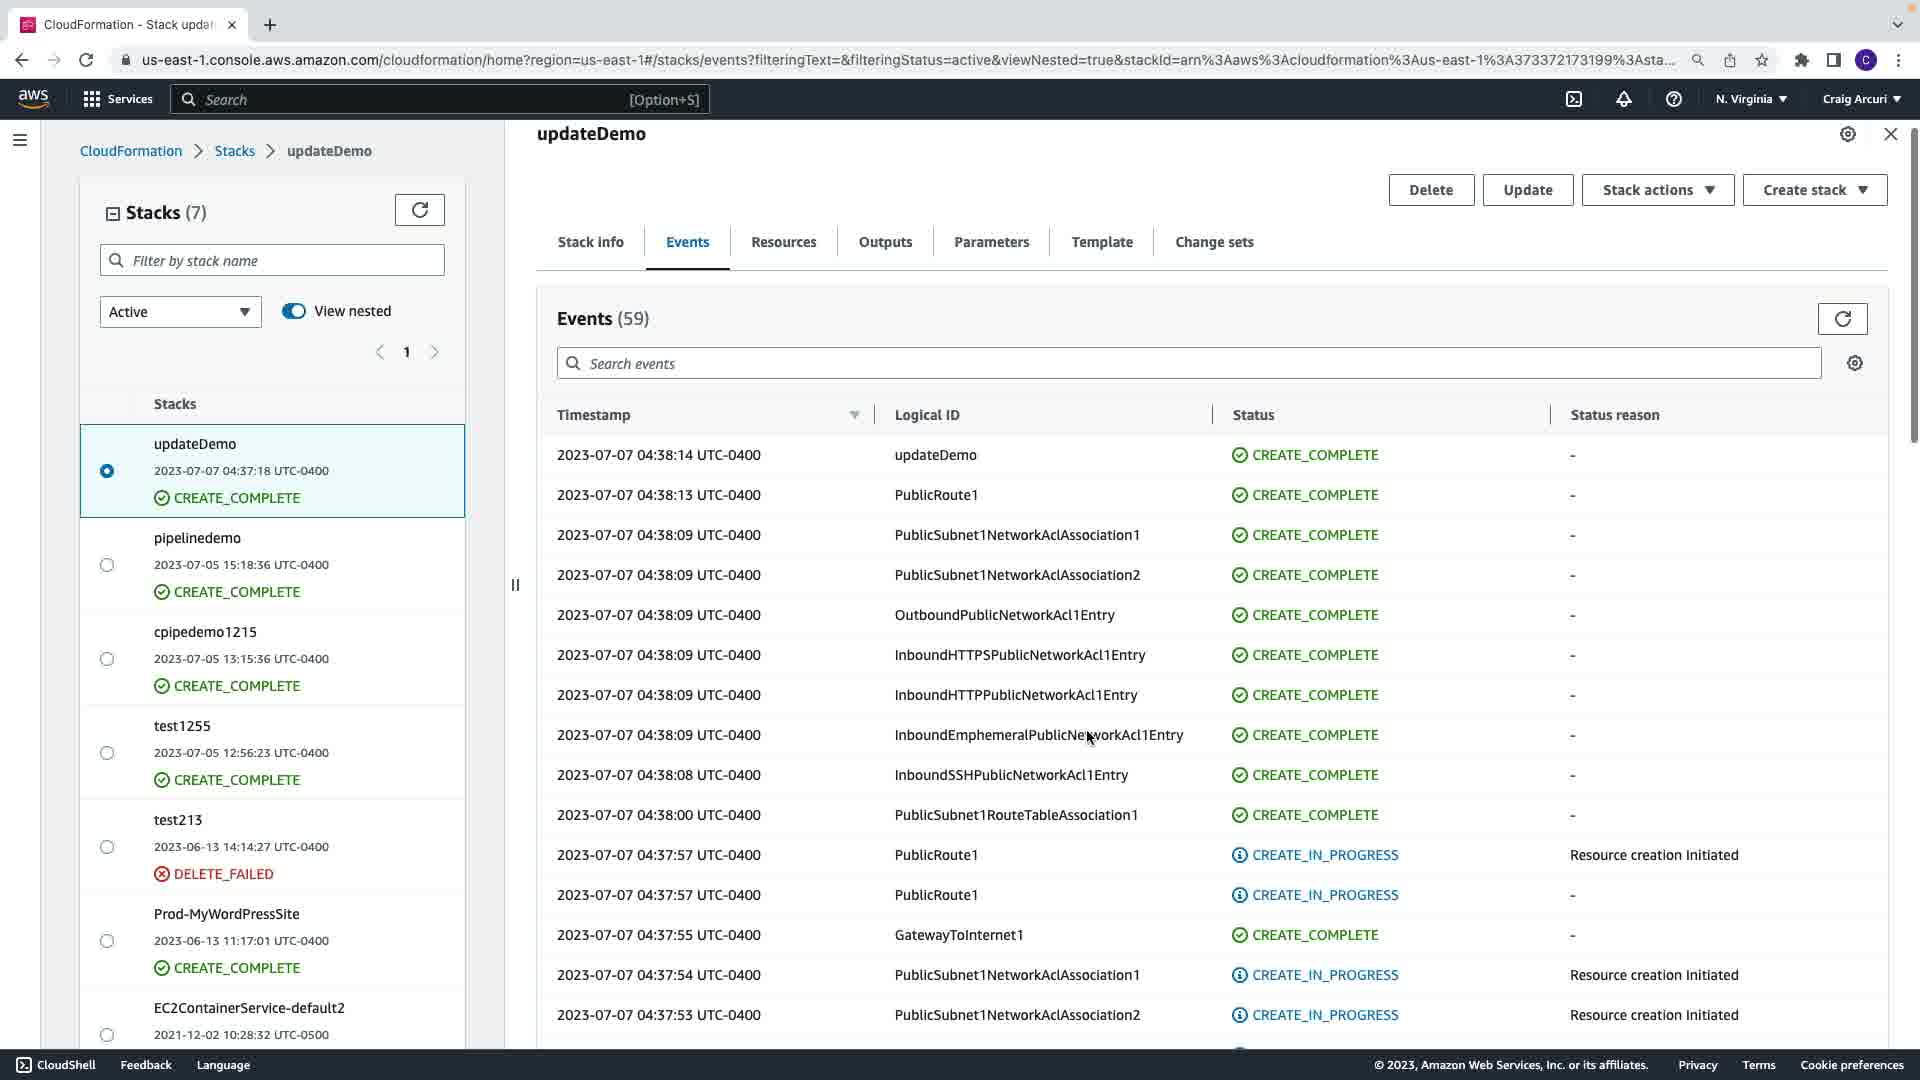 CloudFormation - Stack updat
us-east-1.console.aws.amazon.com/cloudformation/home?region=us-east-1#/stacks/events?filteringText=&filteringStatus=active&viewNested=true&stackId=arn%3Aaws%3Acloudformation%3Aus-east-1%3A373372173199%3Asta...
C
aws
Services
Search
[Option+S]
N. Virginia
Craig Arcuri
CloudFormation
Stacks
updateDemo
Stacks (7)
Filter by stack name
Active
View nested
1
Stacks
updateDemo
2023-07-07 04:37:18 UTC-0400
CREATE_COMPLETE
pipelinedemo
2023-07-05 15:18:36 UTC-0400
CREATE_COMPLETE
cpipedemo1215
2023-07-05 13:15:36 UTC-0400
CREATE_COMPLETE
test1255
2023-07-05 12:56:23 UTC-0400
CREATE_COMPLETE
test213
2023-06-13 14:14:27 UTC-0400
DELETE_FAILED
Prod-MyWordPressSite
2023-06-13 11:17:01 UTC-0400
CREATE_COMPLETE
EC2ContainerService-default2
2021-12-02 10:28:32 UTC-0500
updateDemo
Delete
Update
Stack actions
Create stack
Stack info
Events
Resources
Outputs
Parameters
Template
Change sets
Events (59)
Search events
Timestamp Logical ID Status Status reason
2023-07-07 04:38:14 UTC-0400 updateDemo CREATE_COMPLETE -
2023-07-07 04:38:13 UTC-0400 PublicRoute1 CREATE_COMPLETE -
2023-07-07 04:38:09 UTC-0400 PublicSubnet1NetworkAclAssociation1 CREATE_COMPLETE -
2023-07-07 04:38:09 UTC-0400 PublicSubnet1NetworkAclAssociation2 CREATE_COMPLETE -
2023-07-07 04:38:09 UTC-0400 OutboundPublicNetworkAcl1Entry CREATE_COMPLETE -
2023-07-07 04:38:09 UTC-0400 InboundHTTPSPublicNetworkAcl1Entry CREATE_COMPLETE -
2023-07-07 04:38:09 UTC-0400 InboundHTTPPublicNetworkAcl1Entry CREATE_COMPLETE -
2023-07-07 04:38:09 UTC-0400 InboundEmphemeralPublicNetworkAcl1Entry CREATE_COMPLETE -
2023-07-07 04:38:08 UTC-0400 InboundSSHPublicNetworkAcl1Entry CREATE_COMPLETE -
2023-07-07 04:38:00 UTC-0400 PublicSubnet1RouteTableAssociation1 CREATE_COMPLETE -
2023-07-07 04:37:57 UTC-0400 PublicRoute1 CREATE_IN_PROGRESS Resource creation Initiated
2023-07-07 04:37:57 UTC-0400 PublicRoute1 CREATE_IN_PROGRESS -
2023-07-07 04:37:55 UTC-0400 GatewayToInternet1 CREATE_COMPLETE -
2023-07-07 04:37:54 UTC-0400 PublicSubnet1NetworkAclAssociation1 CREATE_IN_PROGRESS Resource creation Initiated
2023-07-07 04:37:53 UTC-0400 PublicSubnet1NetworkAclAssociation2 CREATE_IN_PROGRESS Resource creation Initiated
CloudShell
Feedback
Language
© 2023, Amazon Web Services, Inc. or its affiliates.
Privacy
Terms
Cookie preferences